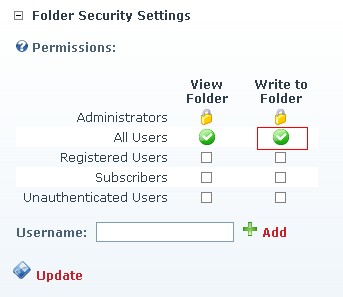 Folder Security Settings
Permissions:
View Folder
Write to Folder
Administrators
All Users
Registered Users
Subscribers
Unauthenticated Users
Username: Add
Update